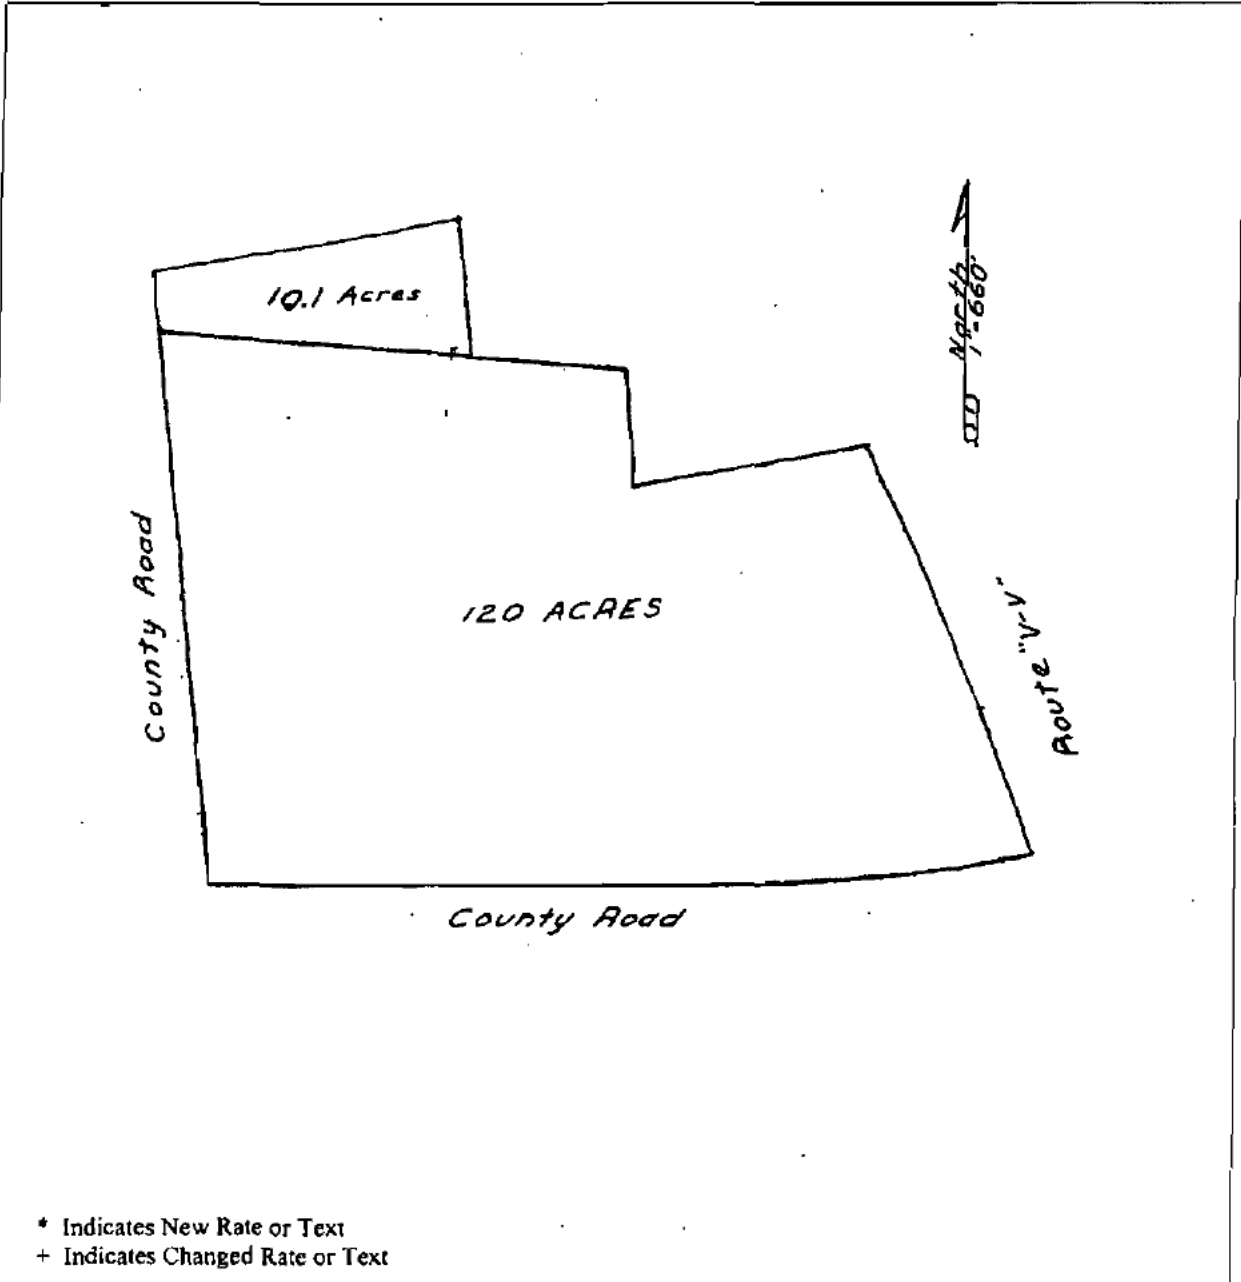 10.1 Acres
North
1"-660'
120 ACRES
County Road
Route "V-V"
County Road
* Indicates New Rate or Text
+ Indicates Changed Rate or Text